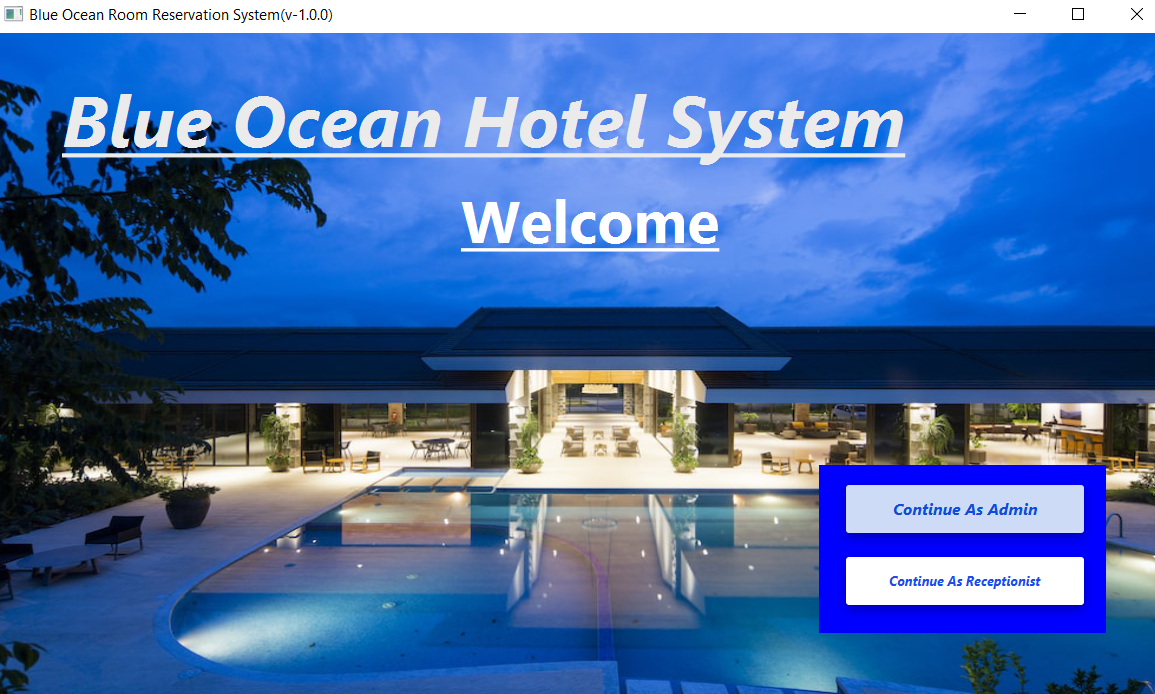 Blue Ocean Room Reservation System(v-1.0.0)
Blue Ocean Hotel System
Welcome
Continue As Admin
Continue As Receptionist